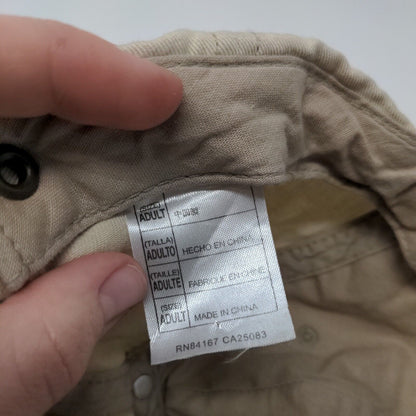 (SIZE)
ADULT 中国製
(TALLA)
ADULTO HECHO EN CHINA
(TAILLE)
ADULTE FABRIQUE EN CHINE
(SIZE)
ADULT MADE IN CHINA
RN84167 CA25083